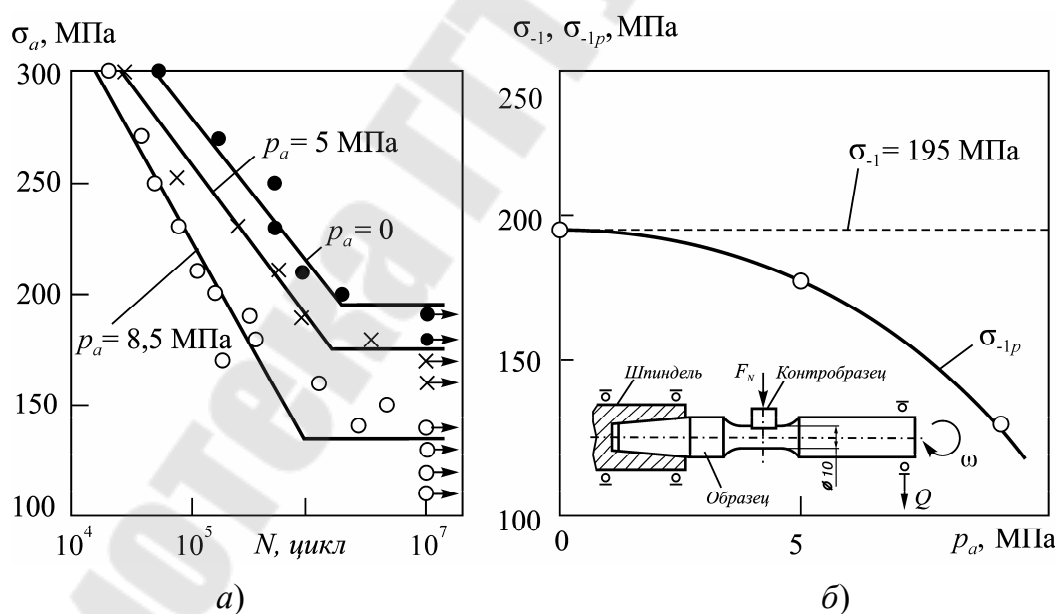 σₐ, МПа
300
250
200
150
100
pₐ = 5 МПа
pₐ = 0
pₐ = 8,5 МПа
10⁴
10⁵
N, цикл
10⁷
а)
σ₋₁, σ₋₁ₚ, МПа
250
200
150
100
σ₋₁ = 195 МПа
σ₋₁ₚ
Шпиндель
F_N
Контробразец
ø 10
ω
Образец
Q
0
5
pₐ, МПа
б)